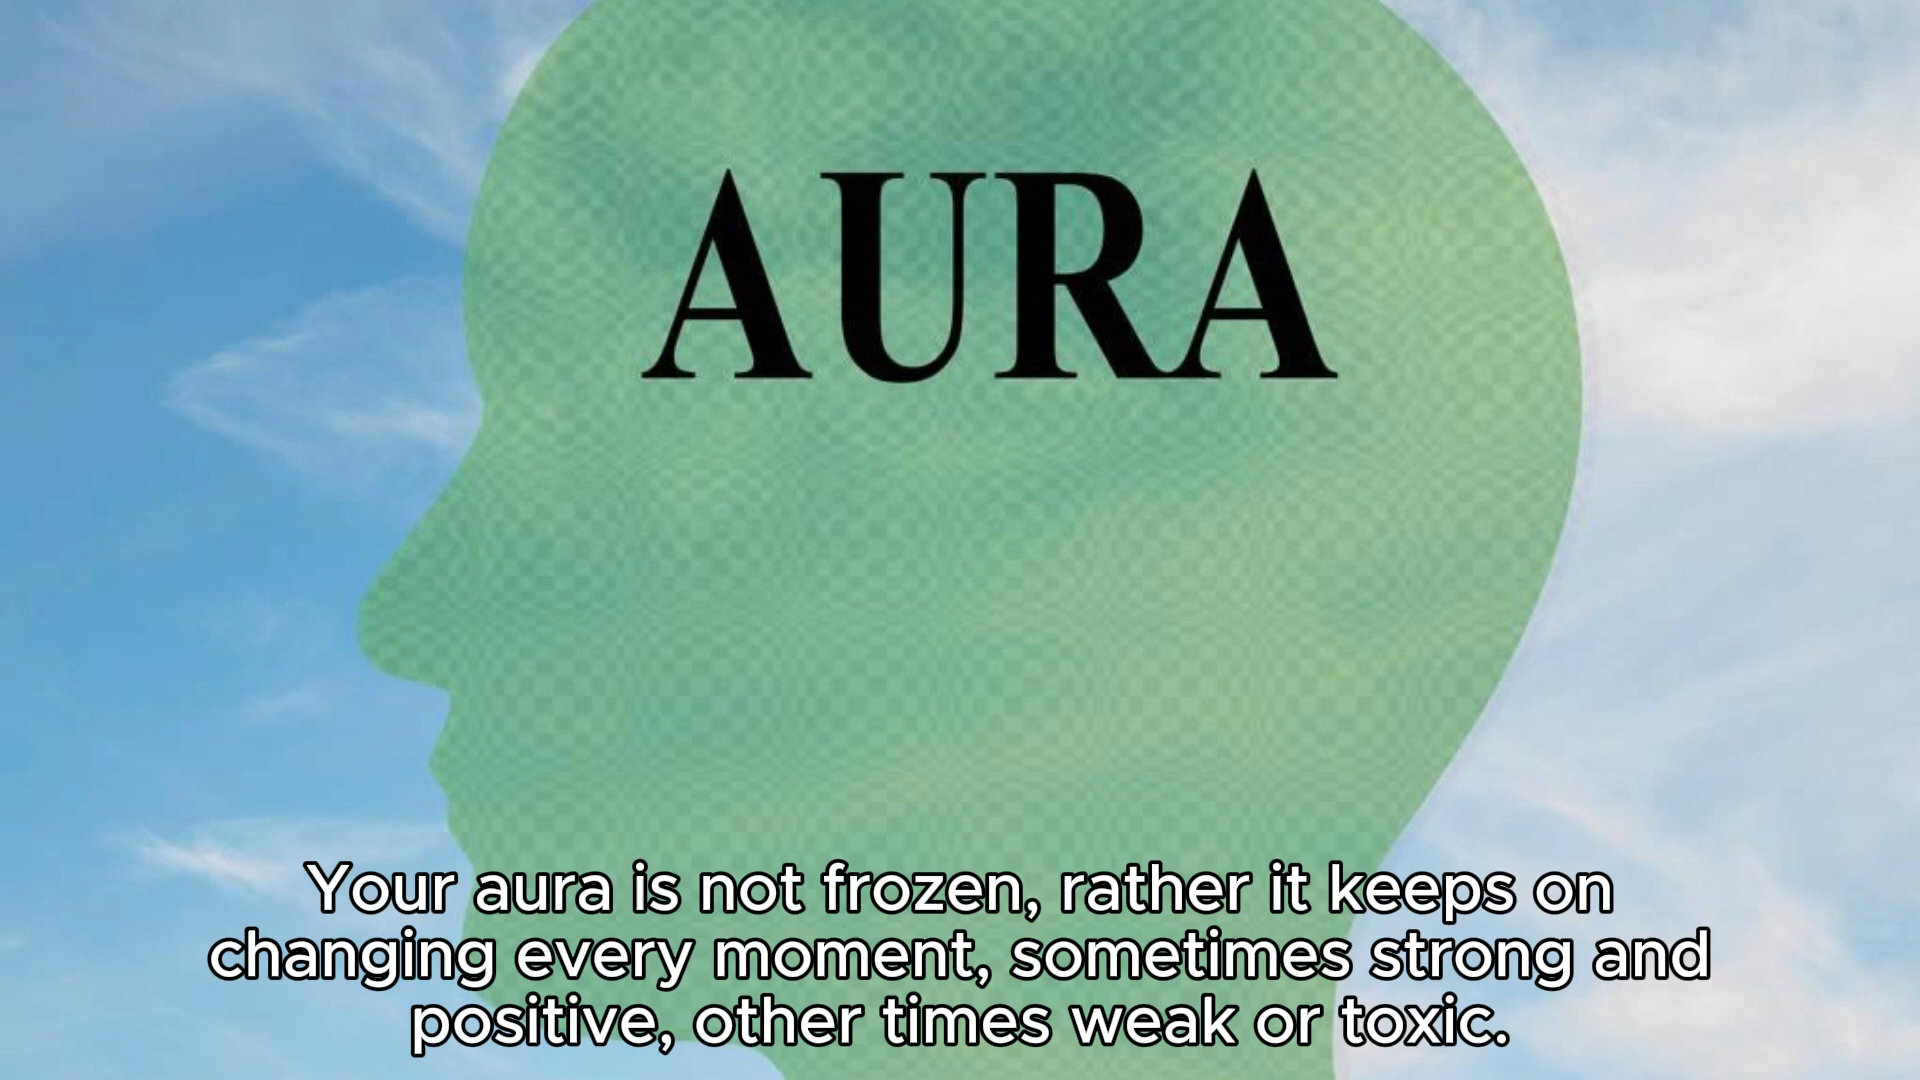 AURA
Your aura is not frozen, rather it keeps on
changing every moment, sometimes strong and
positive, other times weak or toxic.